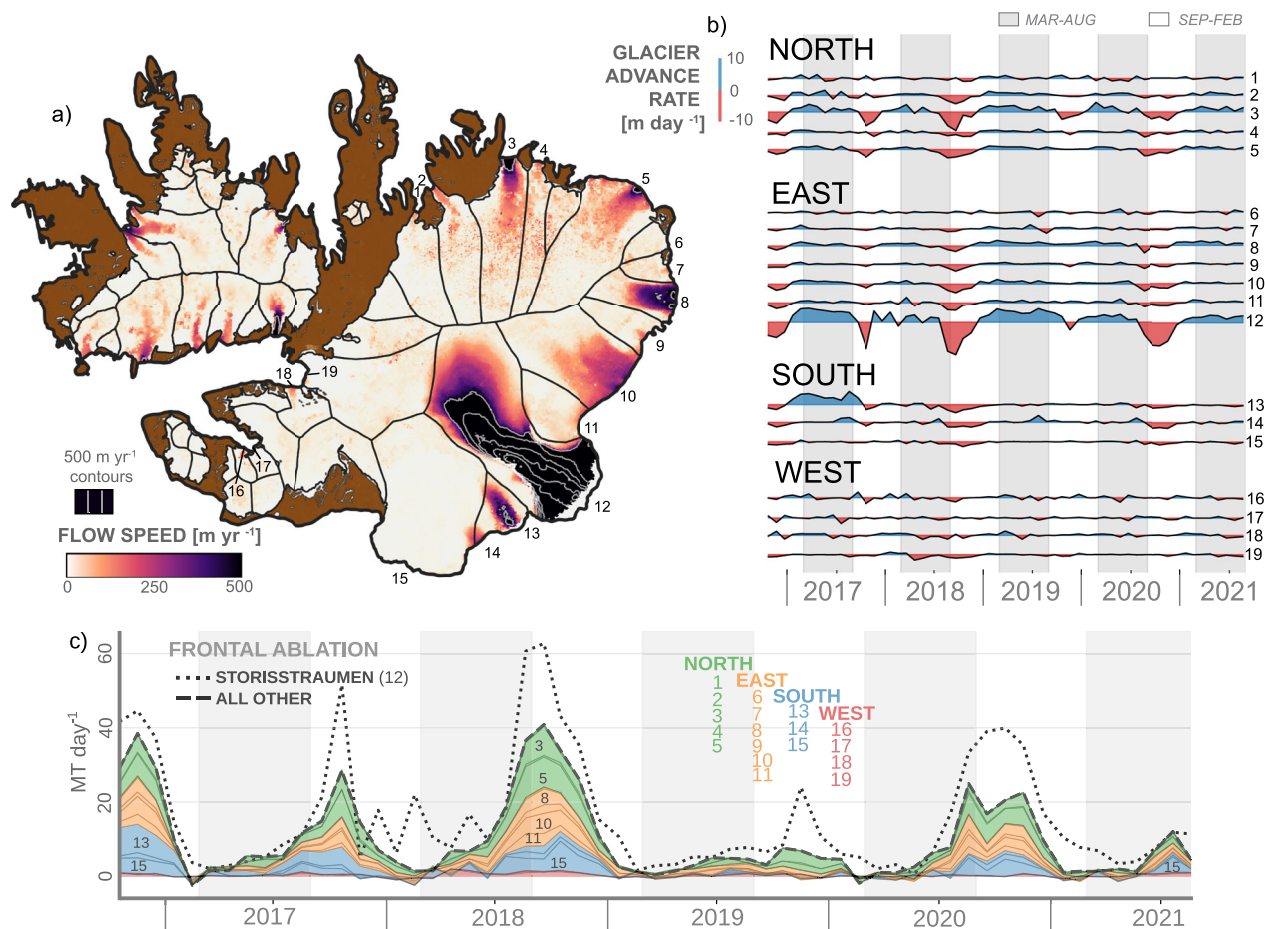 a)
2
3
4
5
6
7
8
9
10
11
12
13
14
15
16
17
18
19
500 m yr-1
contours
FLOW SPEED [m yr -1]
0 250 500
b)
MAR-AUG SEP-FEB
GLACIER
ADVANCE
RATE
[m day -1]
10
0
-10
NORTH
1
2
3
4
5
EAST
6
7
8
9
10
11
12
SOUTH
13
14
15
WEST
16
17
18
19
2017 2018 2019 2020 2021
c)
FRONTAL ABLATION
STORISSTRAUMEN (12)
ALL OTHER
MT day-1
60
40
20
0
NORTH
1
2
3
4
5
EAST
6
7
8
9
10
11
SOUTH
13
14
15
WEST
16
17
18
19
13
15
3
5
8
10
11
15
15
2017 2018 2019 2020 2021